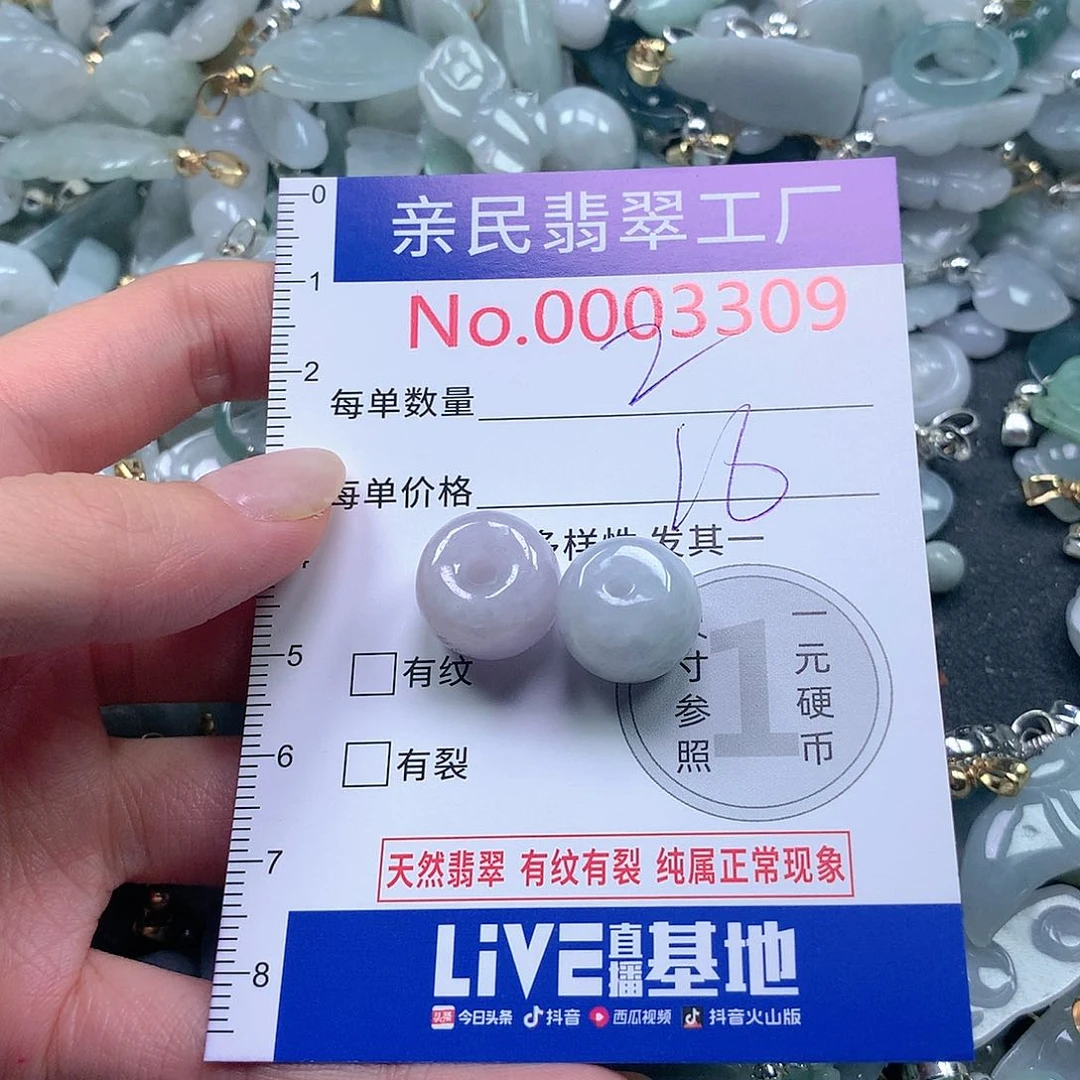 0
亲民翡翠工厂
1
No.0003309
2
每单数量 2
每单价格 16
多样性 发其一
5
有纹
寸参照
1
一元硬币
6
有裂
7
天然翡翠 有纹有裂 纯属正常现象
8
LiVE直播基地
头条 今日头条 抖音 西瓜视频 抖音火山版